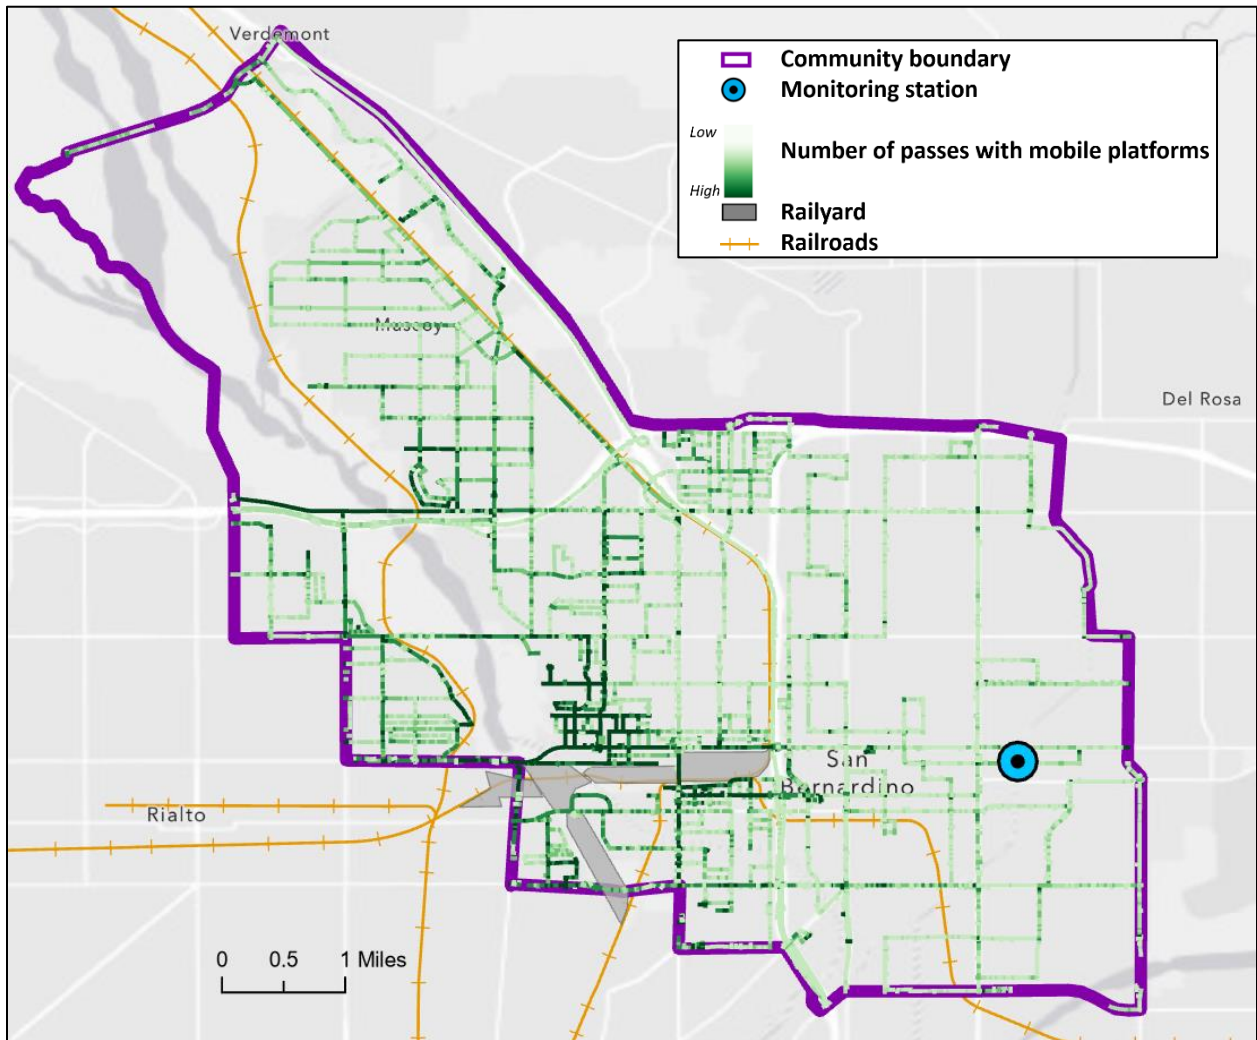 Verdemont
Community boundary
Monitoring station
Low
Number of passes with mobile platforms
High
Railyard
Railroads
Muscoy
Del Rosa
San
Bernardino
Rialto
0 0.5 1 Miles